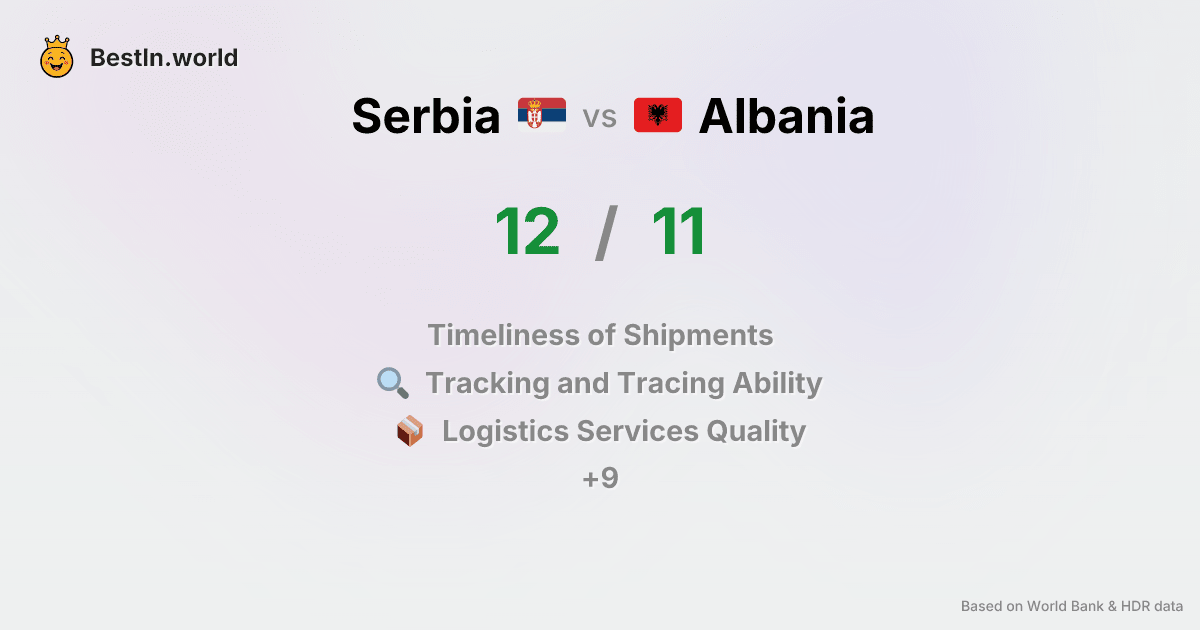 BestIn.world
Serbia vs Albania
12 / 11
Timeliness of Shipments
Tracking and Tracing Ability
Logistics Services Quality
+9
Based on World Bank & HDR data